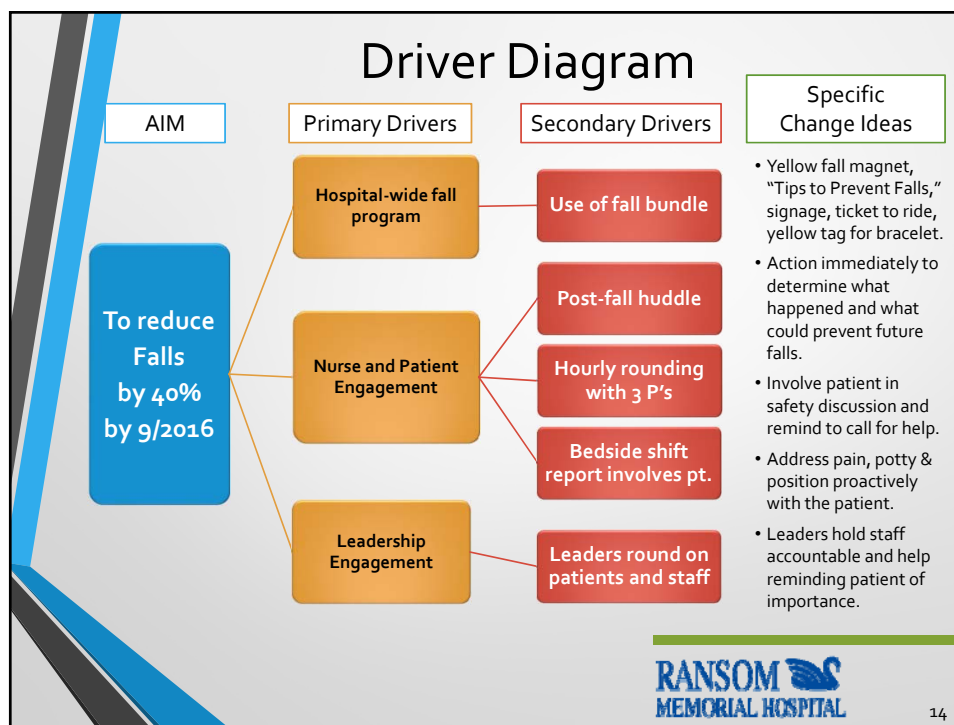 Driver Diagram
AIM
Primary Drivers
Secondary Drivers
Specific
Change Ideas
To reduce
Falls
by 40%
by 9/2016
Hospital-wide fall
program
Nurse and Patient
Engagement
Leadership
Engagement
Use of fall bundle
Post-fall huddle
Hourly rounding
with 3 P's
Bedside shift
report involves pt.
Leaders round on
patients and staff
• Yellow fall magnet,
"Tips to Prevent Falls,"
signage, ticket to ride,
yellow tag for bracelet.
• Action immediately to
determine what
happened and what
could prevent future
falls.
• Involve patient in
safety discussion and
remind to call for help.
• Address pain, potty &
position proactively
with the patient.
• Leaders hold staff
accountable and help
reminding patient of
importance.
RANSOM
MEMORIAL HOSPITAL
14